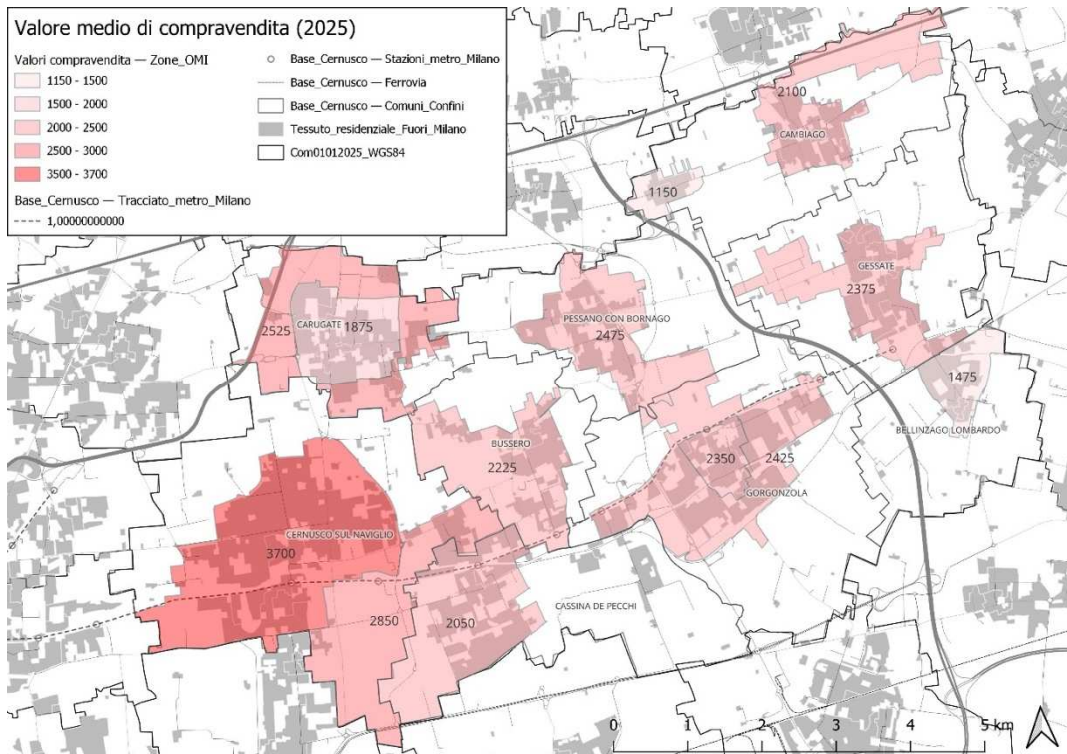 Valore medio di compravendita (2025)
Valori compravendita — Zone_OMI
1150 - 1500
1500 - 2000
2000 - 2500
2500 - 3000
3500 - 3700
Base_Cernusco — Tracciato_metro_Milano
1,00000000000
Base_Cernusco — Stazioni_metro_Milano
Base_Cernusco — Ferrovia
Base_Cernusco — Comuni_Confini
Tessuto_residenziale_Fuori_Milano
Com01012025_WGS84
2100
CAMBIAGO
1150
GESSATE
2375
PESSANO CON BORNAGO
2475
CARUGATE
1875
2525
1475
BELLINZAGO LOMBARDO
BUSSERO
2225
2350
2425
GORGONZOLA
CERNUSCO SUL NAVIGLIO
3700
CASSINA DE PECCHI
2850
2050
0 1 2 3 4 5 km